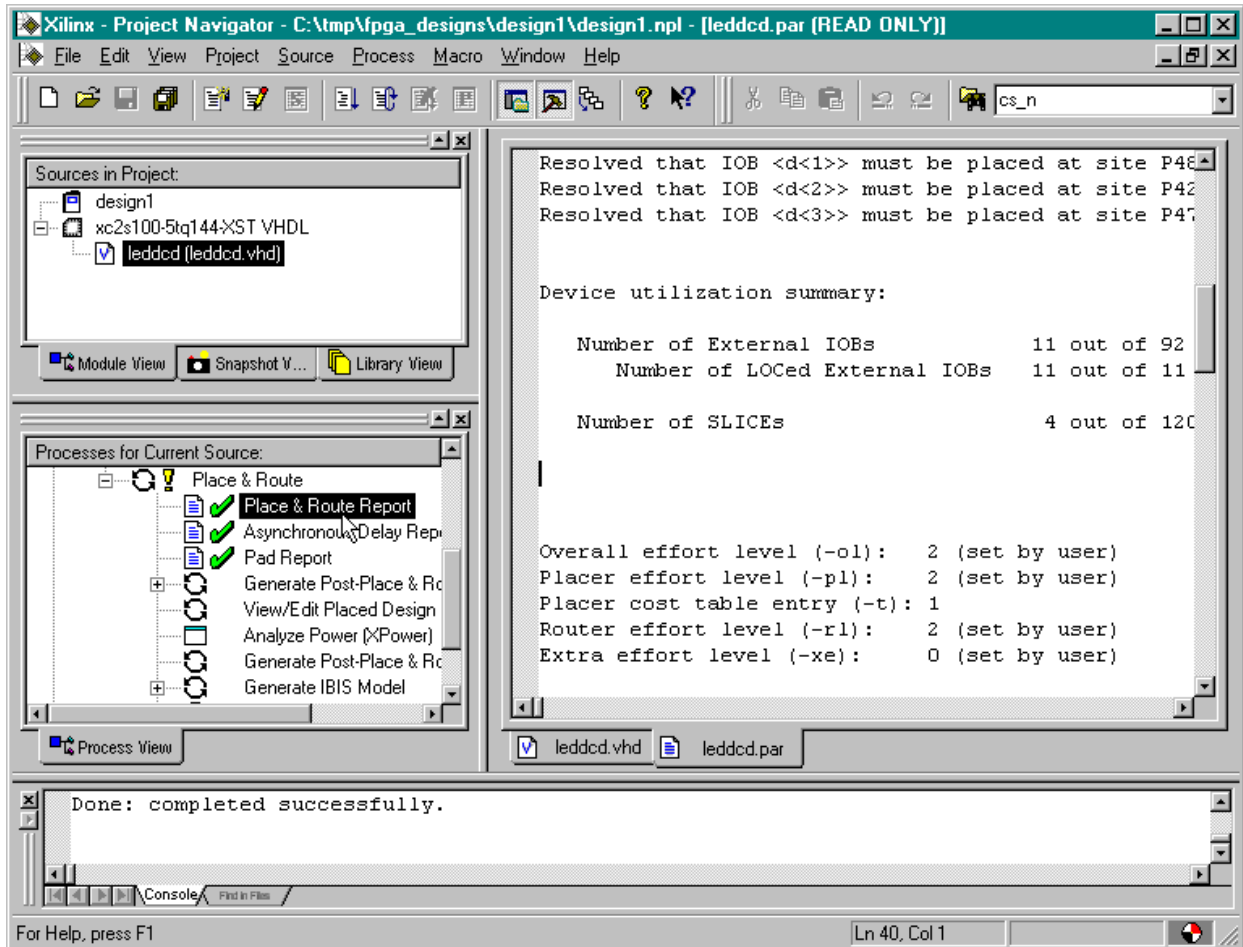 Xilinx - Project Navigator - C:\tmp\fpga_designs\design1\design1.npl - [leddcd.par (READ ONLY)]
File Edit View Project Source Process Macro Window Help
cs_n
Sources in Project:
design1
xc2s100-5tq144-XST VHDL
leddcd (leddcd.vhd)
Module View Snapshot V... Library View
Processes for Current Source:
Place & Route
Place & Route Report
Asynchronous Delay Rep
Pad Report
Generate Post-Place & Ro
View/Edit Placed Design
Analyze Power (XPower)
Generate Post-Place & Ro
Generate IBIS Model
Process View
Resolved that IOB <d<1>> must be placed at site P48
Resolved that IOB <d<2>> must be placed at site P42
Resolved that IOB <d<3>> must be placed at site P47
Device utilization summary:
Number of External IOBs 11 out of 92
Number of LOCed External IOBs 11 out of 11
Number of SLICEs 4 out of 120
Overall effort level (-ol): 2 (set by user)
Placer effort level (-pl): 2 (set by user)
Placer cost table entry (-t): 1
Router effort level (-rl): 2 (set by user)
Extra effort level (-xe): 0 (set by user)
leddcd.vhd leddcd.par
Done: completed successfully.
Console Find in Files
For Help, press F1 Ln 40, Col 1